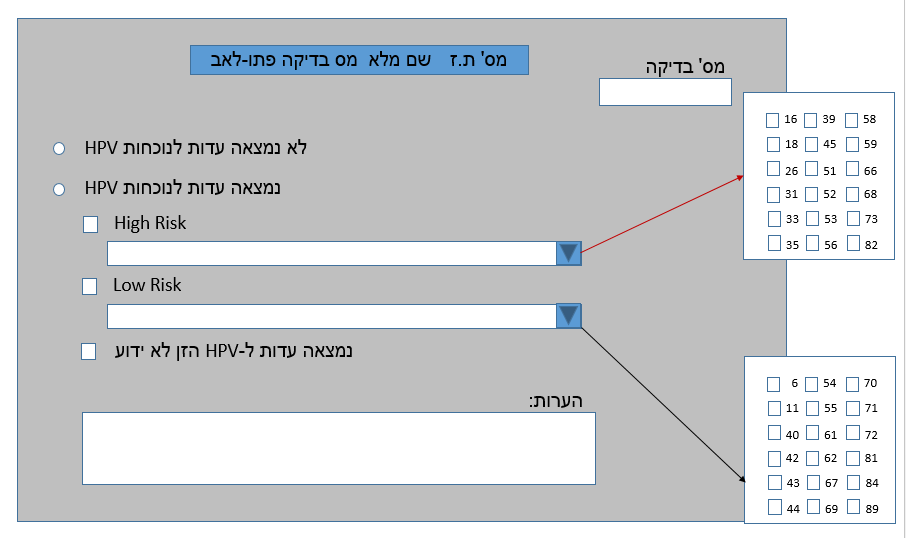 מס' ת.ז שם מלא מס בדיקה פתו-לאב
מס' בדיקה
לא נמצאה עדות לנוכחות HPV
נמצאה עדות לנוכחות HPV
High Risk
Low Risk
נמצאה עדות ל-HPV הזן לא ידוע
הערות:
16 39 58
18 45 59
26 51 66
31 52 68
33 53 73
35 56 82
6 54 70
11 55 71
40 61 72
42 62 81
43 67 84
44 69 89